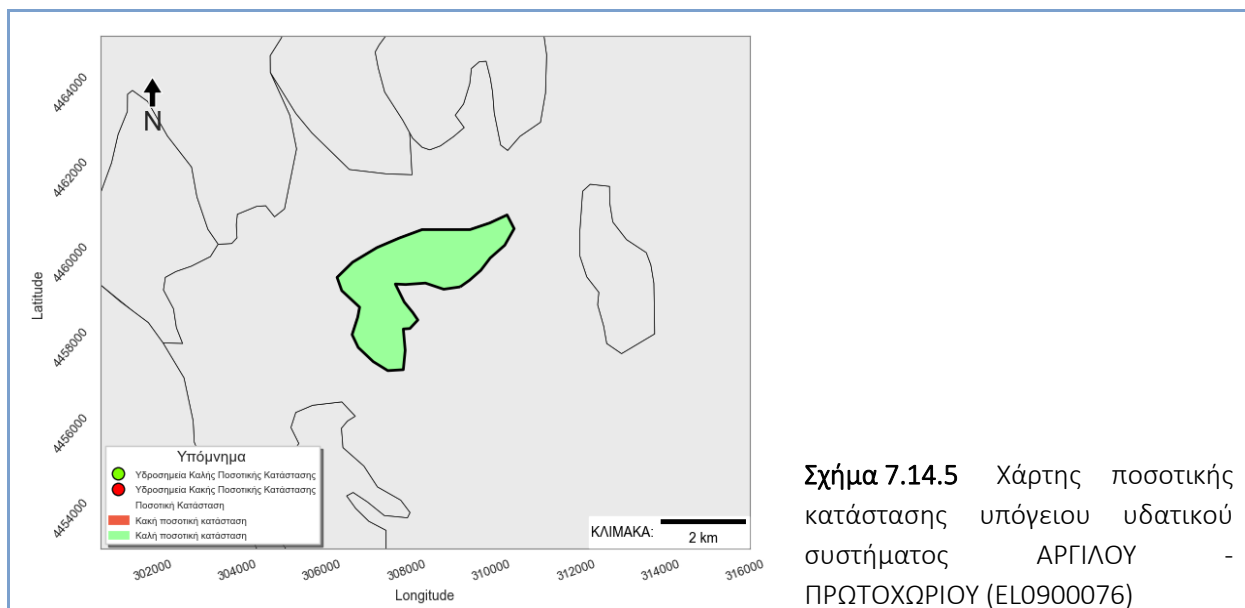 4464000
4462000
4460000
4458000
4456000
4454000
Latitude
N
Υπόμνημα
Υδροσημεία Καλής Ποσοτικής Κατάστασης
Υδροσημεία Κακής Ποσοτικής Κατάστασης
Ποσοτική Κατάσταση
Κακή ποσοτική κατάσταση
Καλή ποσοτική κατάσταση
ΚΛΙΜΑΚΑ:
2 km
302000 304000 306000 308000 310000 312000 314000 316000
Longitude
Σχήμα 7.14.5 Χάρτης ποσοτικής
κατάστασης υπόγειου υδατικού
συστήματος ΑΡΓΙΛΟΥ -
ΠΡΩΤΟΧΩΡΙΟΥ (EL0900076)